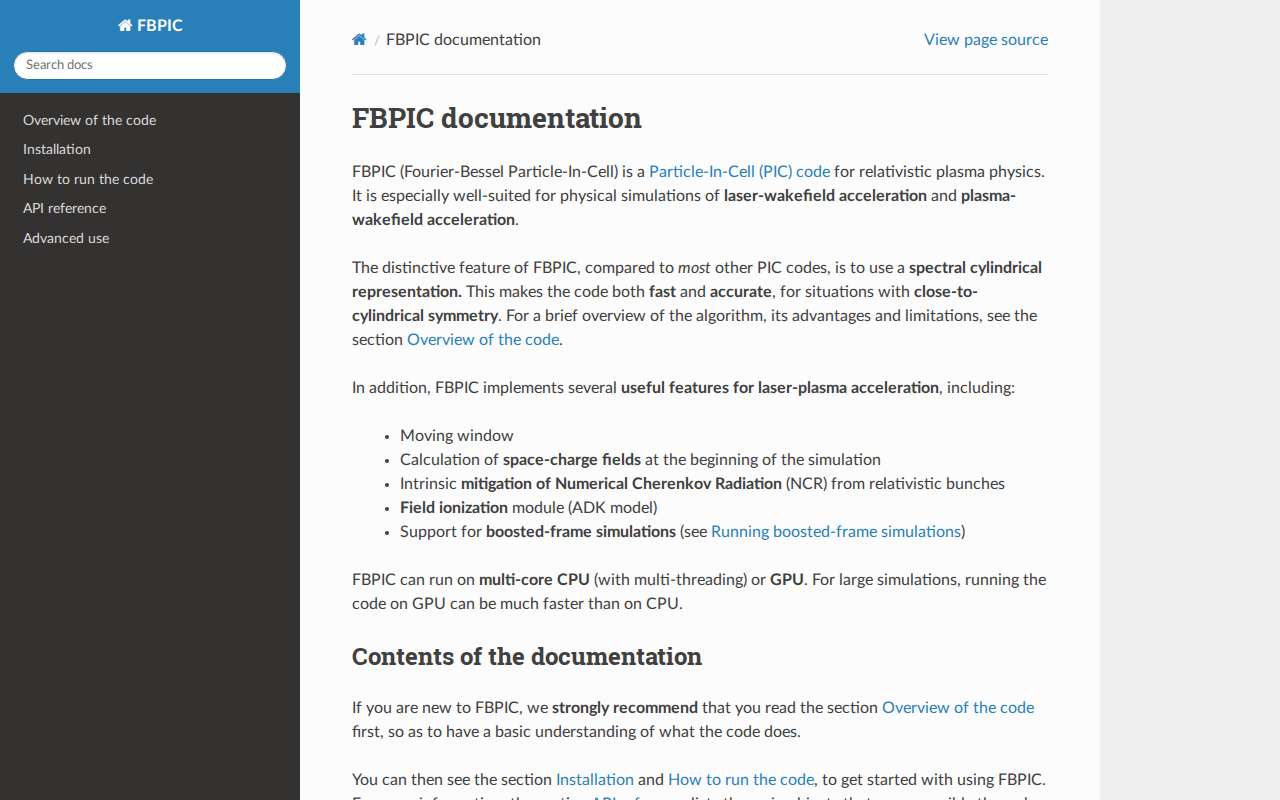 FBPIC
Search docs
Overview of the code
Installation
How to run the code
API reference
Advanced use
/ FBPIC documentation
View page source
FBPIC documentation
FBPIC (Fourier-Bessel Particle-In-Cell) is a Particle-In-Cell (PIC) code for relativistic plasma physics.
It is especially well-suited for physical simulations of laser-wakefield acceleration and plasma-
wakefield acceleration.
The distinctive feature of FBPIC, compared to most other PIC codes, is to use a spectral cylindrical
representation. This makes the code both fast and accurate, for situations with close-to-
cylindrical symmetry. For a brief overview of the algorithm, its advantages and limitations, see the
section Overview of the code.
In addition, FBPIC implements several useful features for laser-plasma acceleration, including:
• Moving window
• Calculation of space-charge fields at the beginning of the simulation
• Intrinsic mitigation of Numerical Cherenkov Radiation (NCR) from relativistic bunches
• Field ionization module (ADK model)
• Support for boosted-frame simulations (see Running boosted-frame simulations)
FBPIC can run on multi-core CPU (with multi-threading) or GPU. For large simulations, running the
code on GPU can be much faster than on CPU.
Contents of the documentation
If you are new to FBPIC, we strongly recommend that you read the section Overview of the code
first, so as to have a basic understanding of what the code does.
You can then see the section Installation and How to run the code, to get started with using FBPIC.